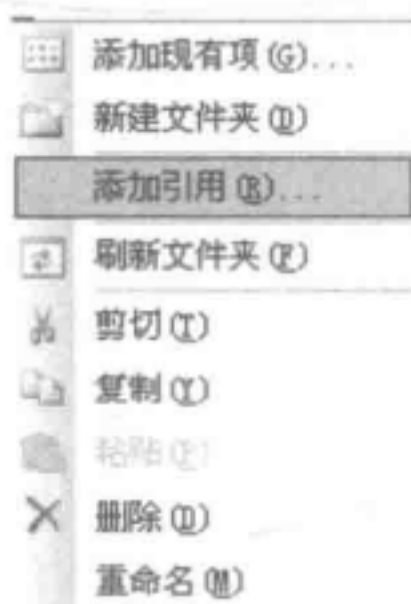 添加现有项(G)...
新建文件夹(D)
添加引用(R)...
刷新文件夹(F)
剪切(T)
复制(Y)
粘贴(P)
删除(D)
重命名(M)